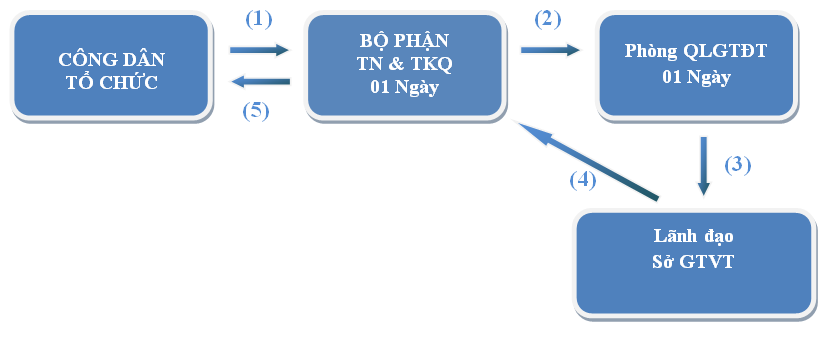 (1)
(2)
CÔNG DÂN
TỔ CHỨC
BỘ PHẬN
TN & TKQ
01 Ngày
Phòng QLGTĐT
01 Ngày
(5)
(3)
(4)
Lãnh đạo
Sở GTVT